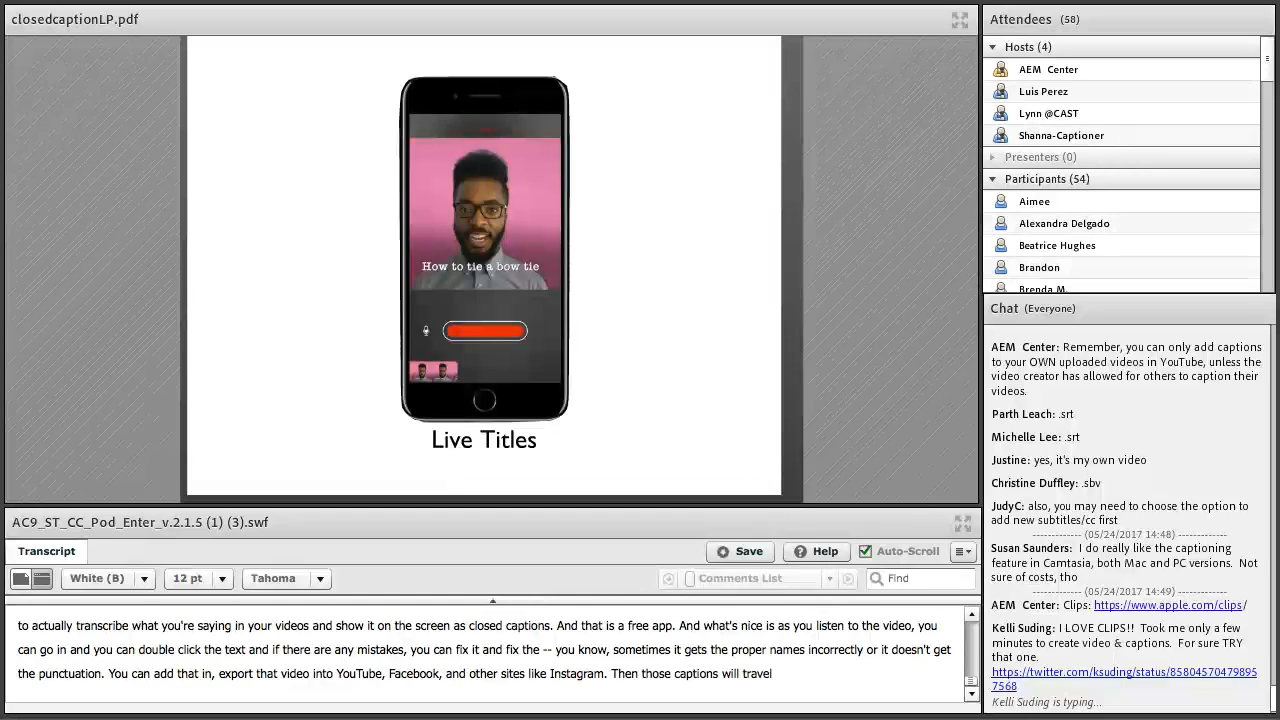 closedcaptionLP.pdf
How to tie a bow tie
Live Titles
AC9_ST_CC_Pod_Enter_v.2.1.5 (1) (3).swf
Transcript
Save
Help
Auto-Scroll
White (B)
12 pt
Tahoma
Comments List
Find
to actually transcribe what you're saying in your videos and show it on the screen as closed captions. And that is a free app. And what's nice is as you listen to the video, you
can go in and you can double click the text and if there are any mistakes, you can fix it and fix the -- you know, sometimes it gets the proper names incorrectly or it doesn't get
the punctuation. You can add that in, export that video into YouTube, Facebook, and other sites like Instagram. Then those captions will travel
Attendees (58)
Hosts (4)
AEM Center
Luis Perez
Lynn @CAST
Shanna-Captioner
Presenters (0)
Participants (54)
Aimee
Alexandra Delgado
Beatrice Hughes
Brandon
Brenda M.
Chat (Everyone)
AEM Center: Remember, you can only add captions
to your OWN uploaded videos in YouTube, unless the
video creator has allowed for others to caption their
videos.
Parth Leach: .srt
Michelle Lee: .srt
Justine: yes, it's my own video
Christine Duffley: .sbv
JudyC: also, you may need to choose the option to
add new subtitles/cc first
------------- (05/24/2017 14:48) -------------
Susan Saunders: I do really like the captioning
feature in Camtasia, both Mac and PC versions. Not
sure of costs, tho
------------- (05/24/2017 14:49) -------------
AEM Center: Clips: https://www.apple.com/clips/
Kelli Suding: I LOVE CLIPS!! Took me only a few
minutes to create video & captions. For sure TRY
that one.
https://twitter.com/ksuding/status/85804570479895
7568
Kelli Suding is typing...